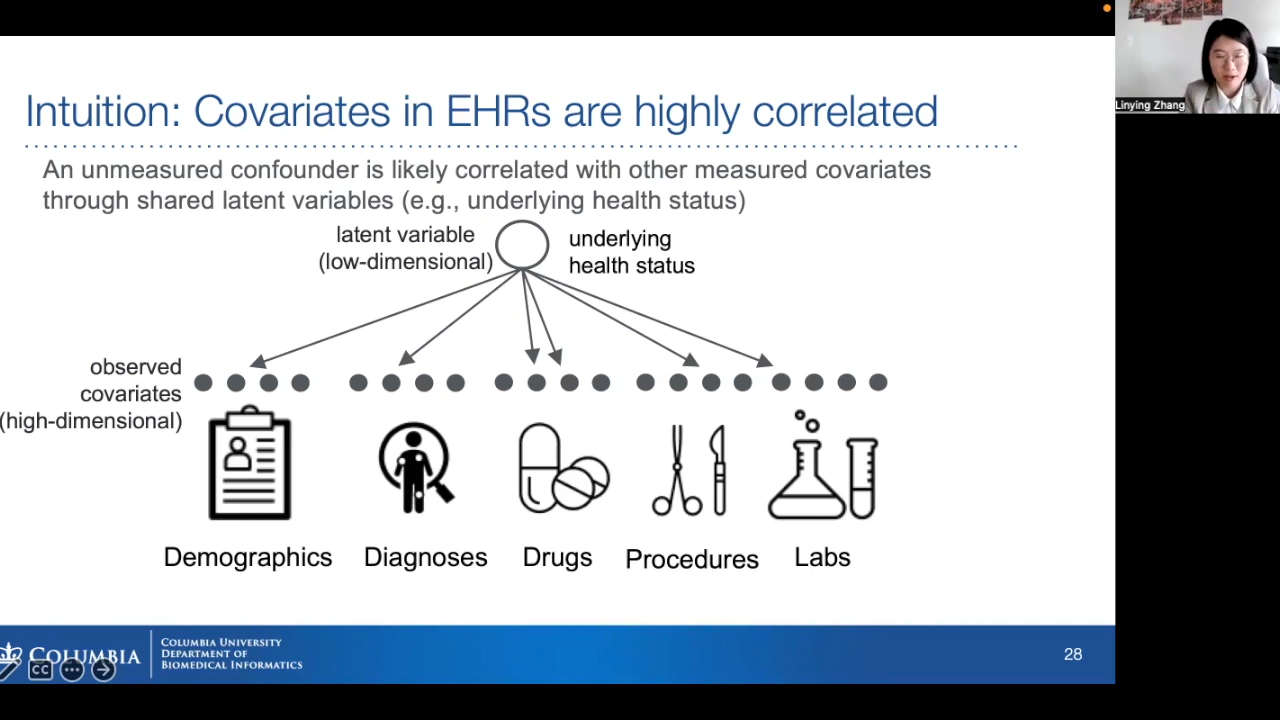 Linying Zhang
Intuition: Covariates in EHRs are highly correlated
An unmeasured confounder is likely correlated with other measured covariates
through shared latent variables (e.g., underlying health status)
latent variable
(low-dimensional)
underlying
health status
observed
covariates
(high-dimensional)
Demographics
Diagnoses
Drugs
Procedures
Labs
COLUMBIA
COLUMBIA UNIVERSITY
DEPARTMENT OF
BIOMEDICAL INFORMATICS
CC
28